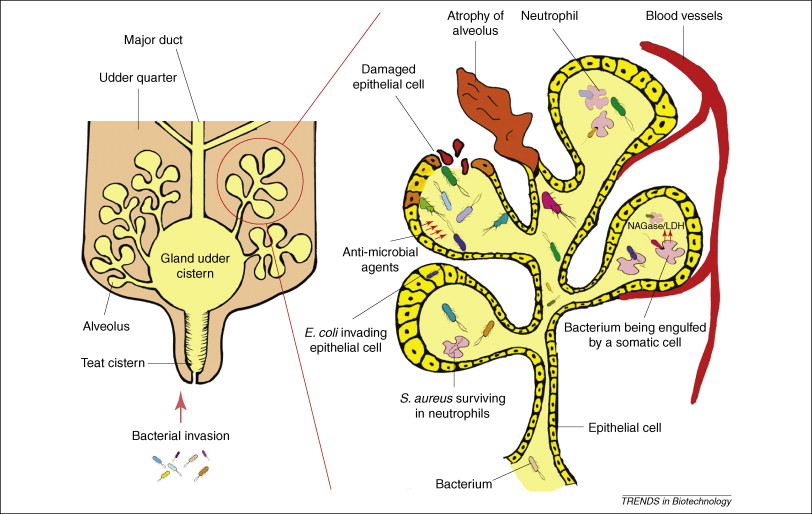 Major duct
Udder quarter
Gland udder
cistern
Alveolus
Teat cistern
Bacterial invasion
Atrophy of
alveolus
Neutrophil
Blood vessels
Damaged
epithelial cell
Anti-microbial
agents
NAGase/LDH
E. coli invading
epithelial cell
Bacterium being engulfed
by a somatic cell
S. aureus surviving
in neutrophils
Epithelial cell
Bacterium
TRENDS in Biotechnology